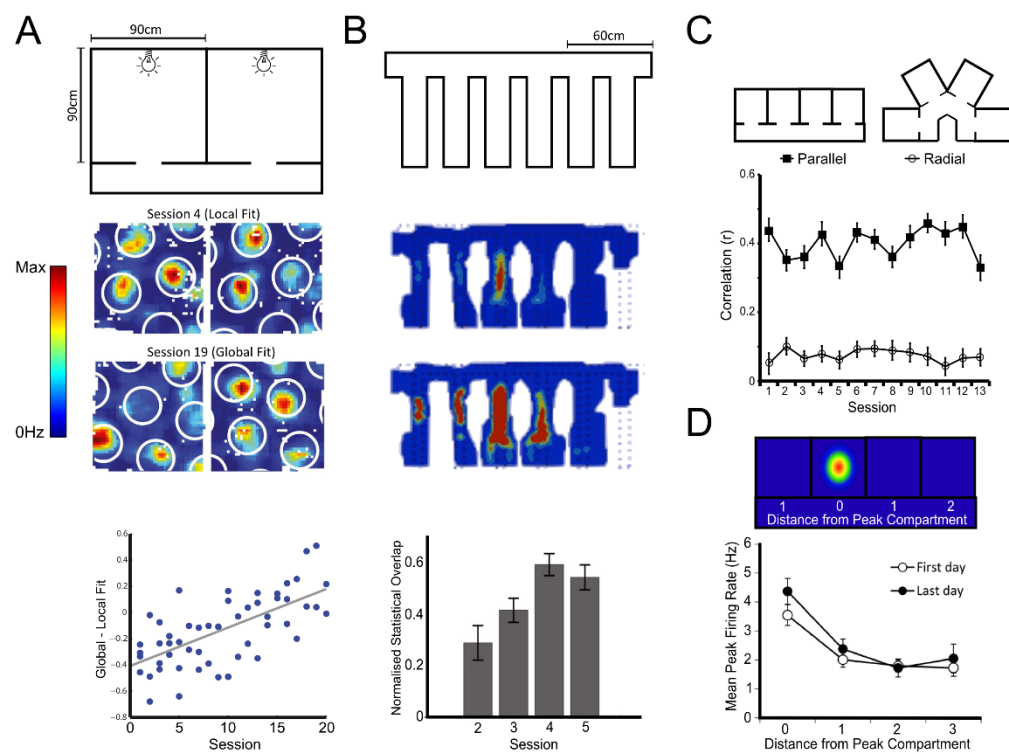 A
90cm
90cm
Session 4 (Local Fit)
Max
0Hz
Session 19 (Global Fit)
Global - Local Fit
0.6
0.4
0.2
0
−0.2
−0.4
−0.6
−0.8
0 5 10 15 20
Session
B
60cm
Normalised Statistical Overlap
0.6
0.4
0.2
0
2 3 4 5
Session
C
Parallel Radial
Correlation (r)
0.6
0.4
0.2
0
1 2 3 4 5 6 7 8 9 10 11 12 13
Session
D
1 0 1 2
Distance from Peak Compartment
Mean Peak Firing Rate (Hz)
6
5
4
3
2
1
0
First day
Last day
0 1 2 3
Distance from Peak Compartment